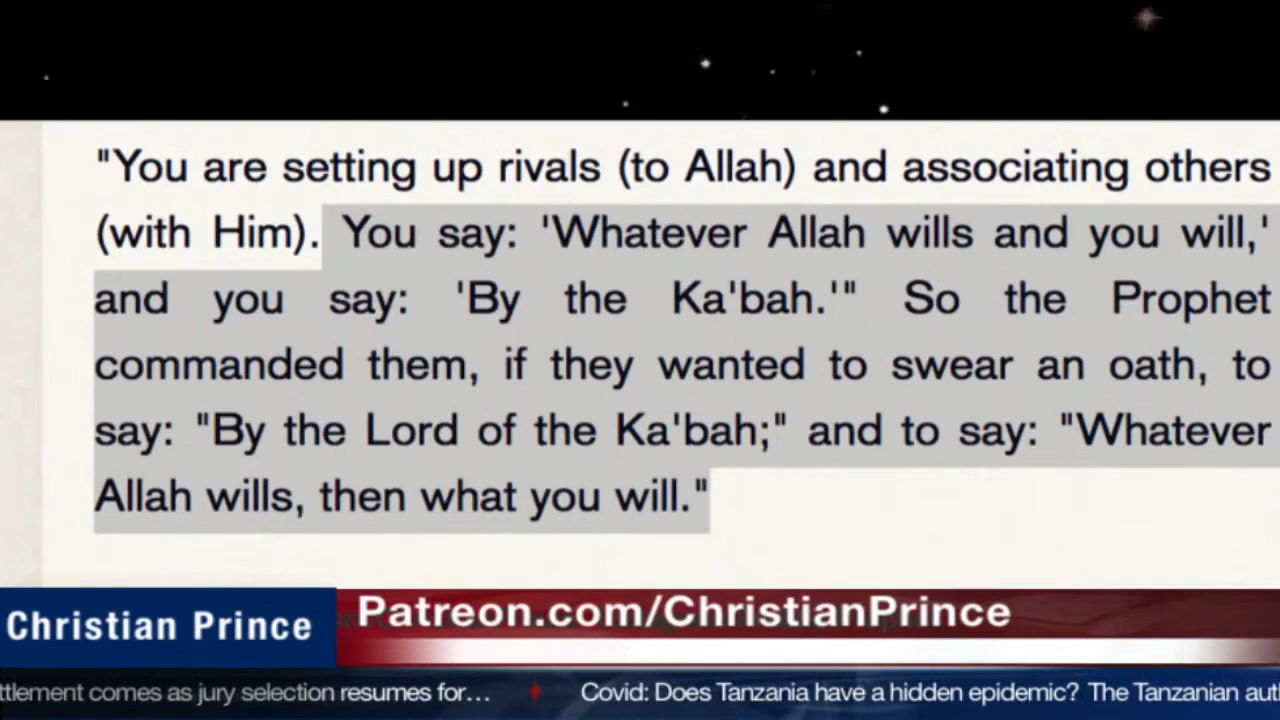 "You are setting up rivals (to Allah) and associating others
(with Him). You say: 'Whatever Allah wills and you will,'
and you say: 'By the Ka'bah.'" So the Prophet
commanded them, if they wanted to swear an oath, to
say: "By the Lord of the Ka'bah;" and to say: "Whatever
Allah wills, then what you will."
Christian Prince
Patreon.com/ChristianPrince
ttlement comes as jury selection resumes for... Covid: Does Tanzania have a hidden epidemic? The Tanzanian aut